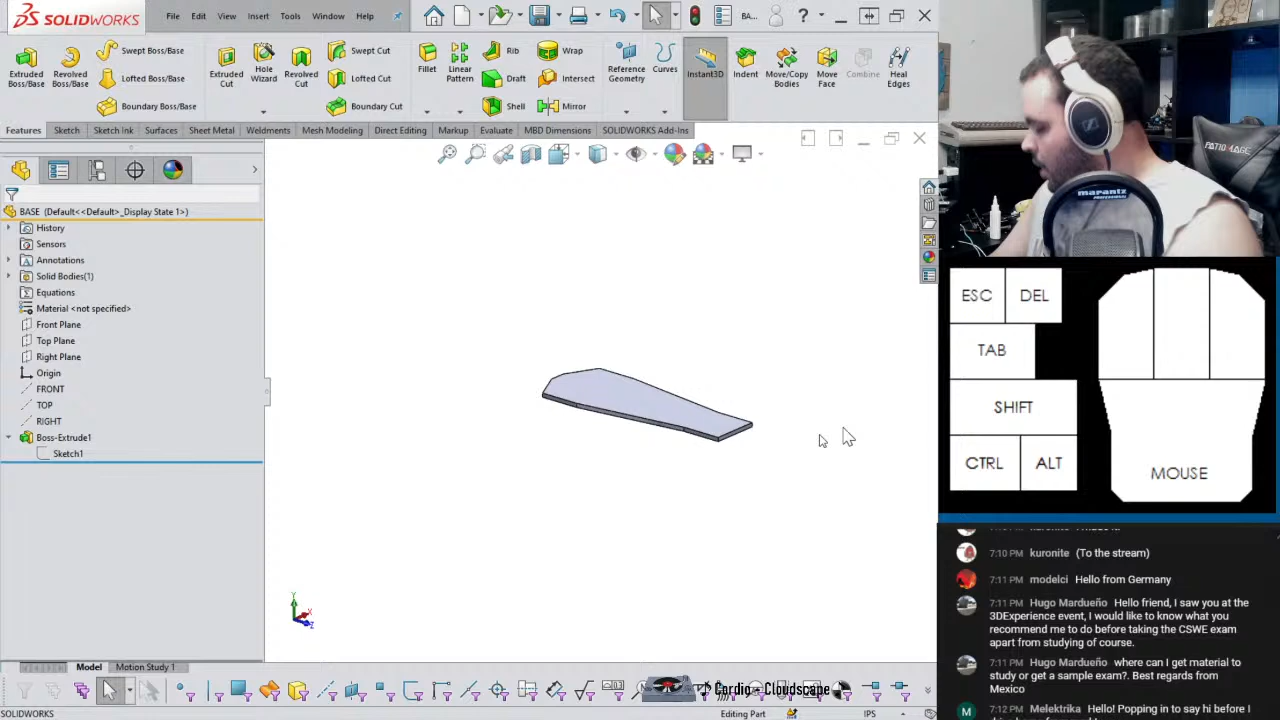 SOLIDWORKS
File Edit View Insert Tools Window Help
BA...
Extruded Boss/Base
Revolved Boss/Base
Swept Boss/Base
Lofted Boss/Base
Boundary Boss/Base
Extruded Cut
Hole Wizard
Revolved Cut
Swept Cut
Lofted Cut
Boundary Cut
Fillet
Linear Pattern
Rib
Draft
Shell
Wrap
Intersect
Mirror
Reference Geometry
Curves
Instant3D
Indent
Move/Copy Bodies
Move Face
Combine
Heal Edges
Features Sketch Sketch Ink Surfaces Sheet Metal Weldments Mesh Modeling Direct Editing Markup Evaluate MBD Dimensions SOLIDWORKS Add-Ins
BASE (Default<<Default>_Display State 1>)
History
Sensors
Annotations
Solid Bodies(1)
Equations
Material <not specified>
Front Plane
Top Plane
Right Plane
Origin
FRONT
TOP
RIGHT
Boss-Extrude1
Sketch1
Y
X
Z
Model Motion Study 1
Cordio - Cloudscape
SOLIDWORKS
Editing Part
IPS
marantz
PROFESSIONAL
ESC DEL
TAB
SHIFT
CTRL ALT
MOUSE
7:10 PM kuronite (To the stream)
7:11 PM modelci Hello from Germany
7:11 PM Hugo Mardueño Hello friend, I saw you at the
3DExperience event, I would like to know what you
recommend me to do before taking the CSWE exam
apart from studying of course.
7:11 PM Hugo Mardueño where can I get material to
study or get a sample exam?. Best regards from
Mexico
M
7:12 PM Melektrika Hello! Popping in to say hi before I